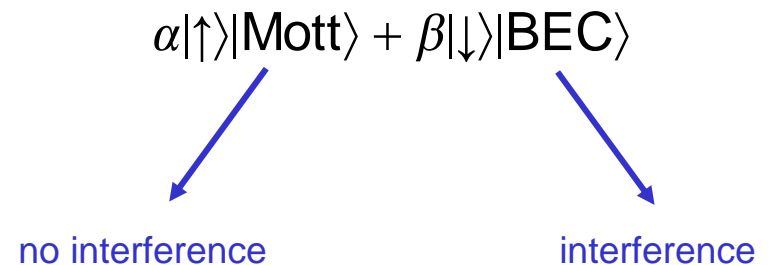 α|↑⟩|Mott⟩ + β|↓⟩|BEC⟩
no interference
interference